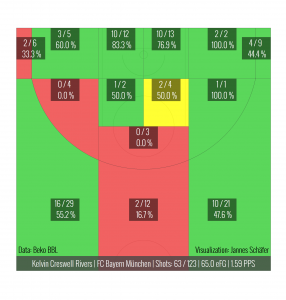 3 / 5
60.0 %
10 / 12
83.3 %
10 / 13
76.9 %
2 / 2
100.0 %
2 / 6
33.3 %
4 / 9
44.4 %
0 / 4
0.0 %
1 / 2
50.0 %
2 / 4
50.0 %
1 / 1
100.0 %
0 / 3
0.0 %
16 / 29
55.2 %
2 / 12
16.7 %
10 / 21
47.6 %
Data: Beko BBL
Visualization: Jannes Schäfer
Kelvin Creswell Rivers | FC Bayern München | Shots: 63 / 123 | 65.0 eFG | 1.59 PPS